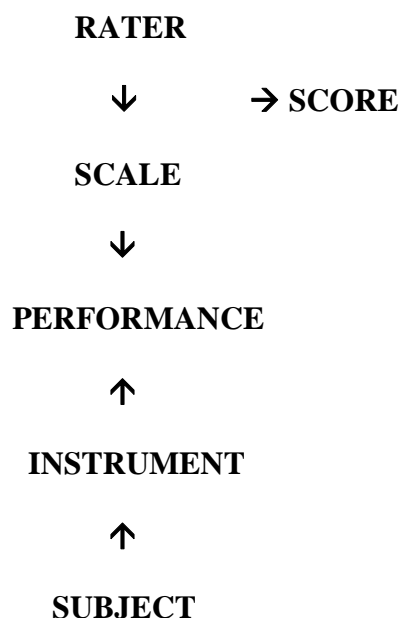 RATER
↓ → SCORE
SCALE
↓
PERFORMANCE
↑
INSTRUMENT
↑
SUBJECT